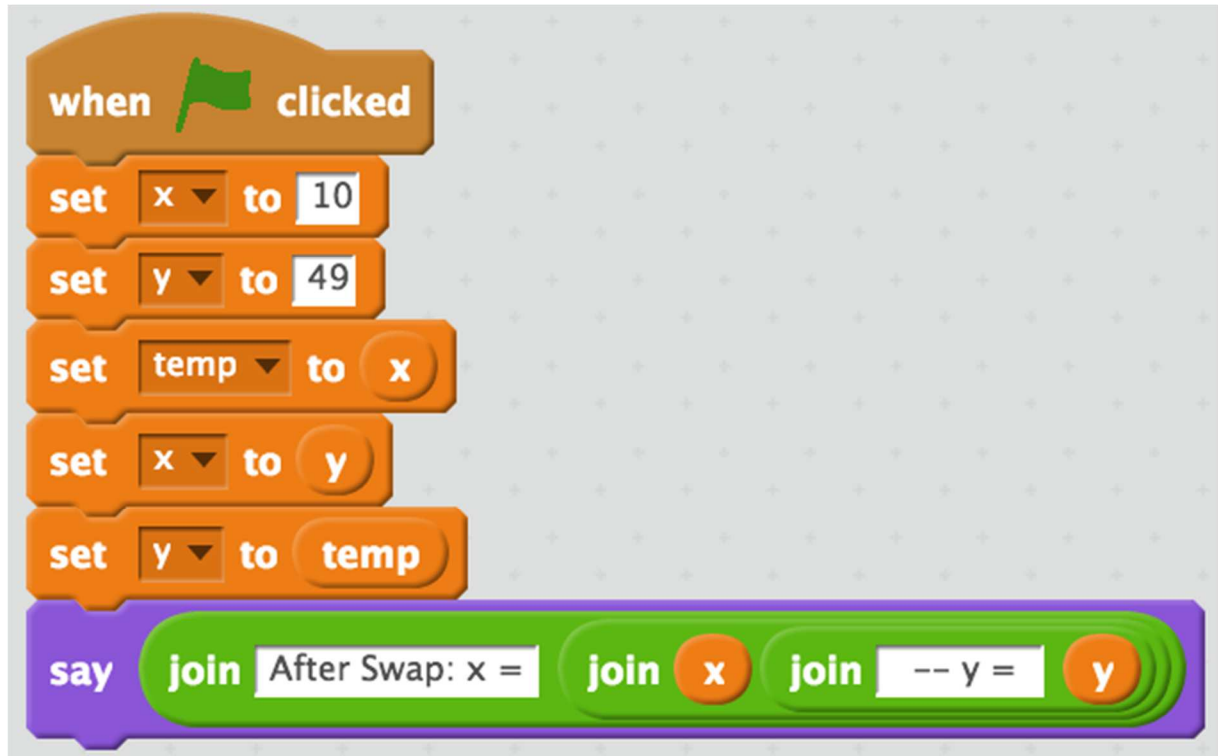 when clicked
set x to 10
set y to 49
set temp to x
set x to y
set y to temp
say join After Swap: x = join x join -- y = y